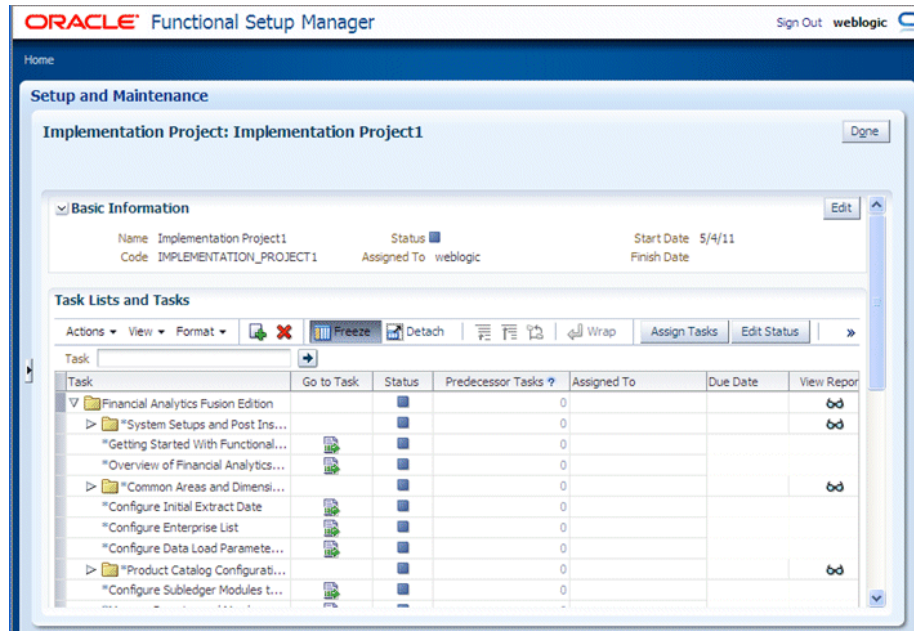 ORACLE® Functional Setup Manager
Sign Out weblogic
Home
Setup and Maintenance
Implementation Project: Implementation Project1
Done
Basic Information
Edit
Name Implementation Project1 Status Start Date 5/4/11
Code IMPLEMENTATION_PROJECT1 Assigned To weblogic Finish Date
Task Lists and Tasks
Actions View Format Freeze Detach Wrap Assign Tasks Edit Status »
Task
Task Go to Task Status Predecessor Tasks ? Assigned To Due Date View Repor
Financial Analytics Fusion Edition 0
"System Setups and Post Ins... 0
"Getting Started With Functional... 0
"Overview of Financial Analytics... 0
"Common Areas and Dimensi... 0
"Configure Initial Extract Date 0
"Configure Enterprise List 0
"Configure Data Load Paramete... 0
"Product Catalog Configurati... 0
"Configure Subledger Modules t... 0